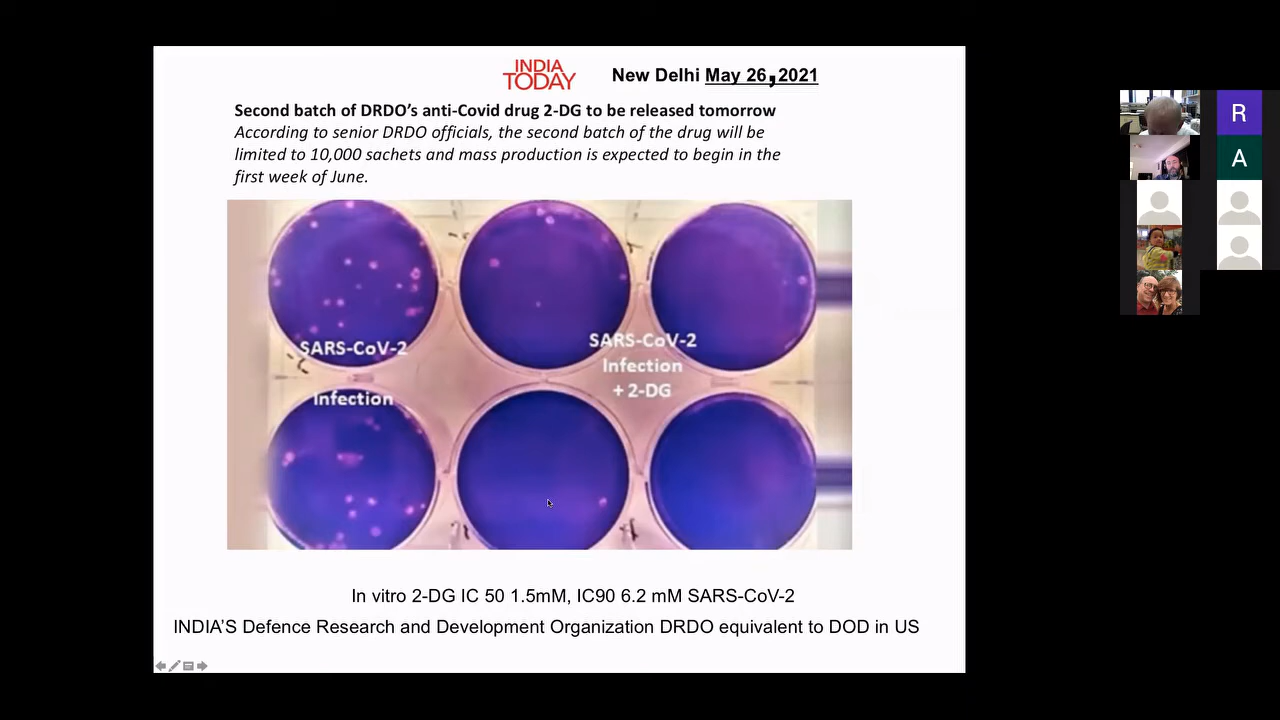 INDIA
TODAY
New Delhi May 26,2021
Second batch of DRDO’s anti-Covid drug 2-DG to be released tomorrow
According to senior DRDO officials, the second batch of the drug will be
limited to 10,000 sachets and mass production is expected to begin in the
first week of June.
SARS-CoV-2
Infection
SARS-CoV-2
Infection
+ 2-DG
In vitro 2-DG IC 50 1.5mM, IC90 6.2 mM SARS-CoV-2
INDIA’S Defence Research and Development Organization DRDO equivalent to DOD in US
R
A